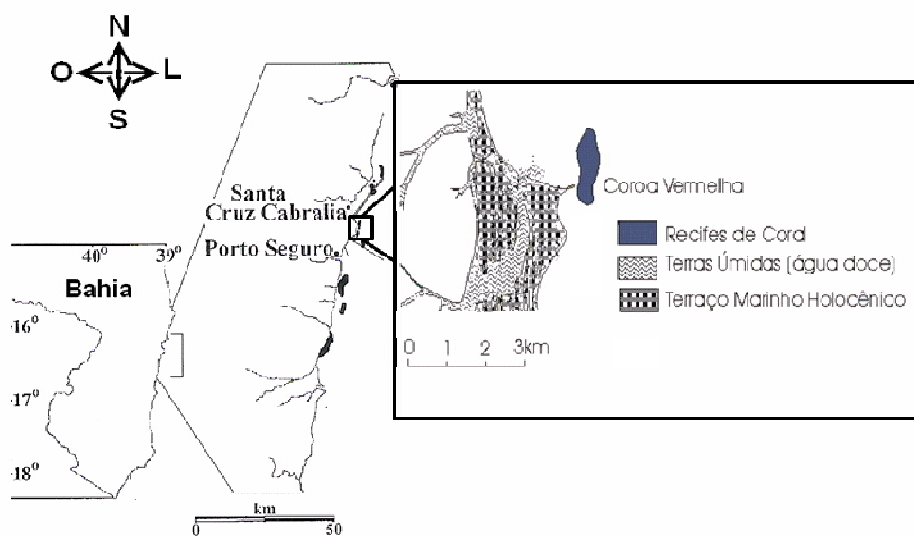 N
O L
S
Santa
Cruz Cabralia
Porto Seguro
40° 39°
Bahia
16°
17°
18°
km
0 50
Coroa Vermelha
Recifes de Coral
Terras Úmidas (água doce)
Terraço Marinho Holocênico
0 1 2 3km